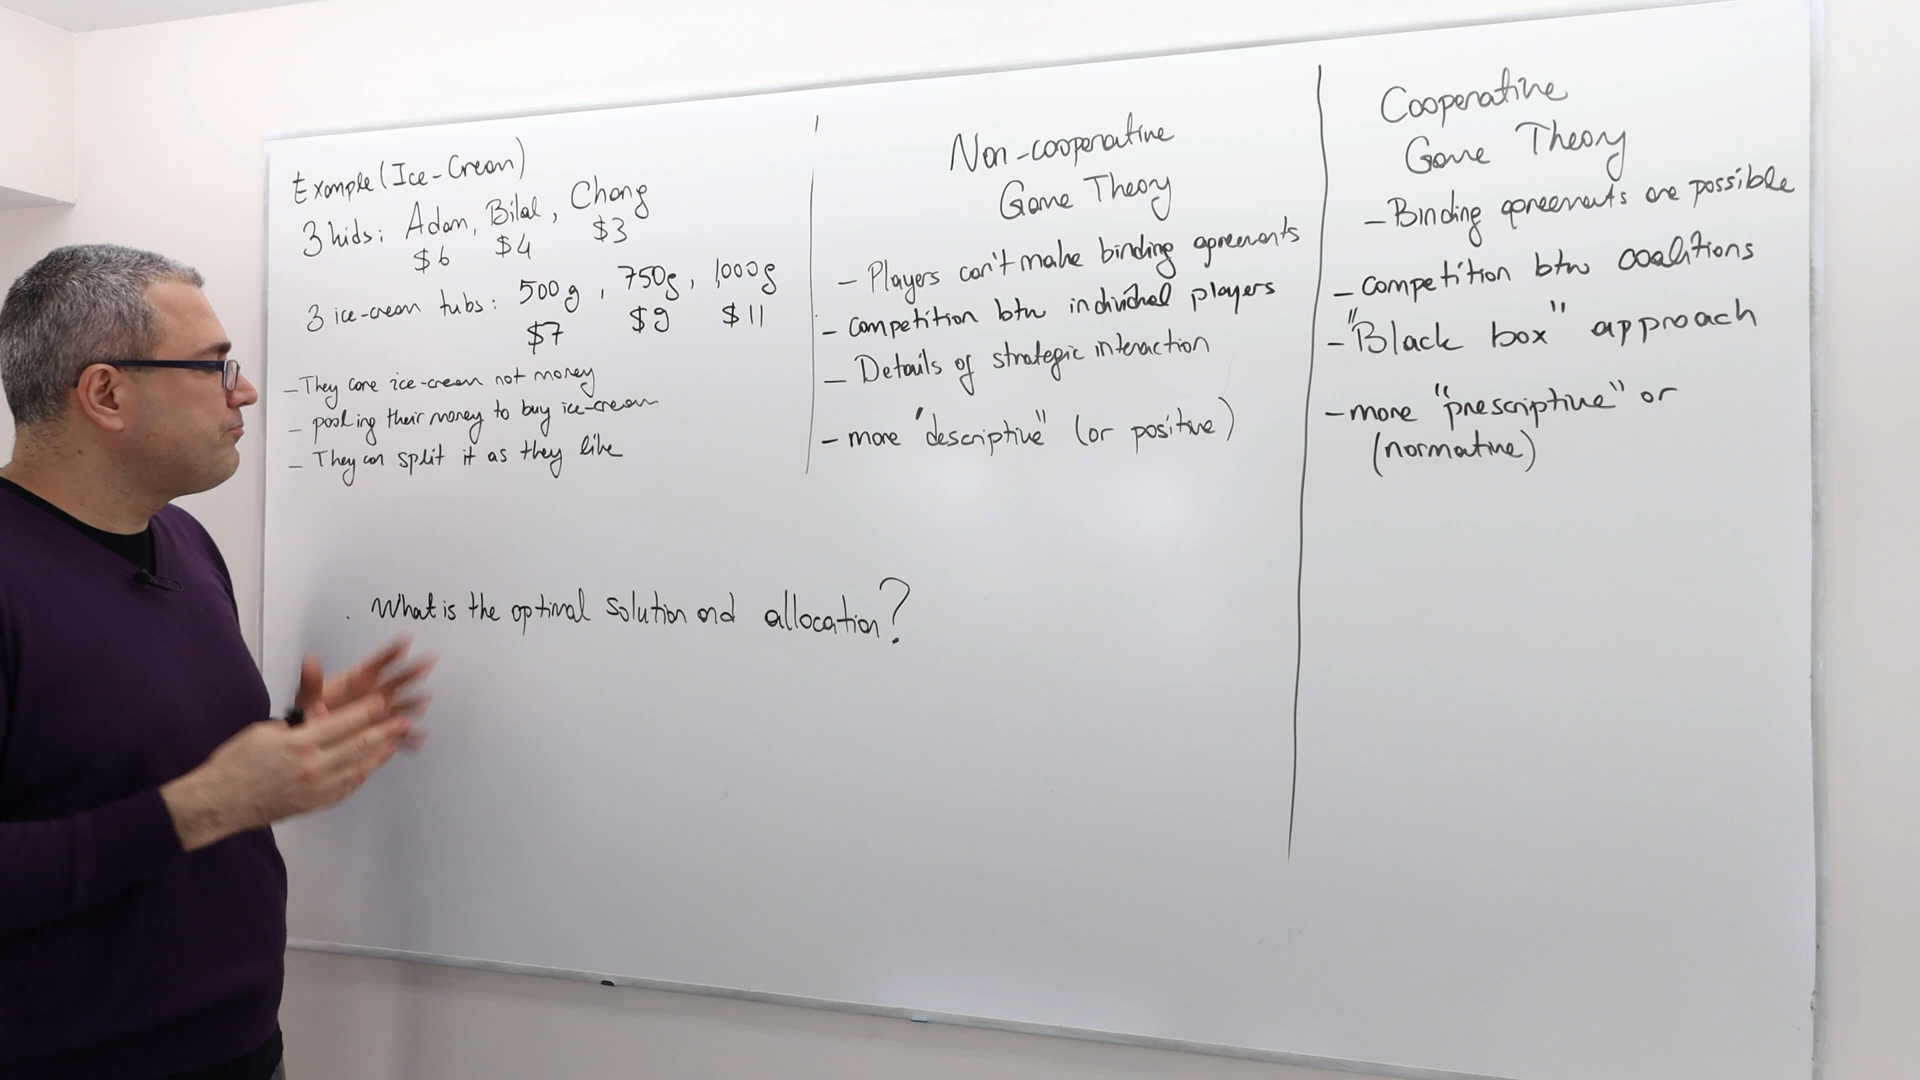 Example (Ice-Cream)
3 kids: Adam, Bilal, Chang
$6 $4 $3
3 ice-cream tubs: 500g, 750g, 1000g
$7 $9 $11
- They care ice-cream not money
- pooling their money to buy ice-cream
- They can split it as they like
What is the optimal solution and allocation?
Non-cooperative
Game Theory
- Players can't make binding agreements
- competition btw individual players
- Details of strategic interaction
- more "descriptive" (or positive)
Cooperative
Game Theory
- Binding agreements are possible
- competition btw coalitions
- "Black box" approach
- more "prescriptive" or
(normative)